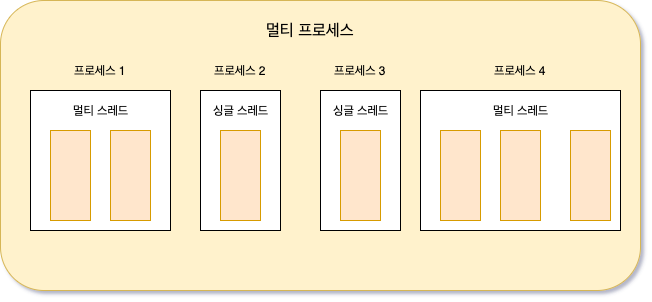 멀티 프로세스
프로세스 1
프로세스 2
프로세스 3
프로세스 4
멀티 스레드
싱글 스레드
싱글 스레드
멀티 스레드